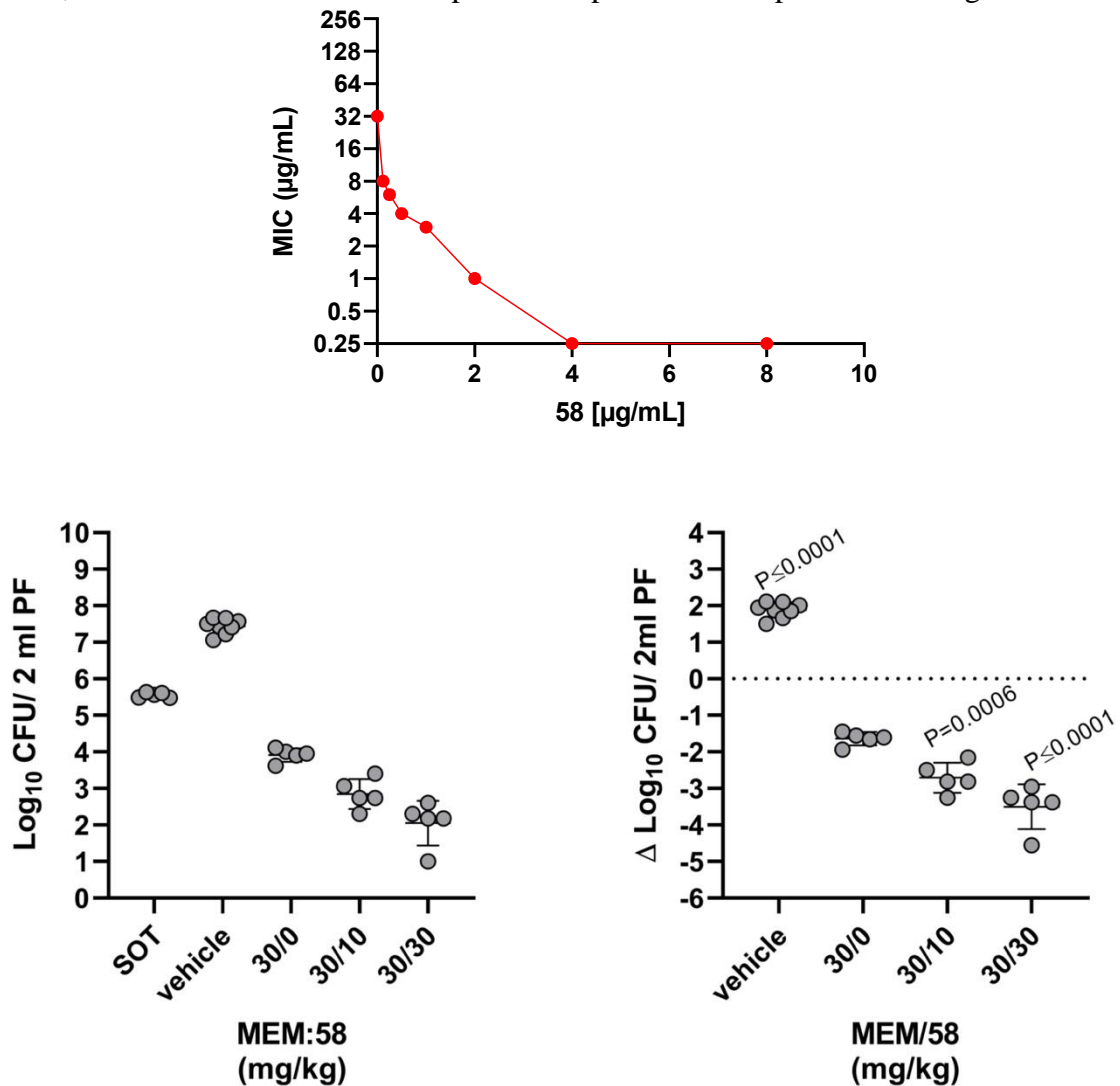 256
128
64
32
16
8
4
2
1
0.5
0.25
MIC (µg/mL)
0 2 4 6 8 10
58 [µg/mL]
10
9
8
7
6
5
4
3
2
1
0
Log10 CFU/ 2 ml PF
SOT vehicle 30/0 30/10 30/30
MEM:58
(mg/kg)
4
3
2
1
0
-1
-2
-3
-4
-5
-6
Δ Log10 CFU/ 2ml PF
P≤0.0001
P=0.0006
P≤0.0001
vehicle 30/0 30/10 30/30
MEM/58
(mg/kg)